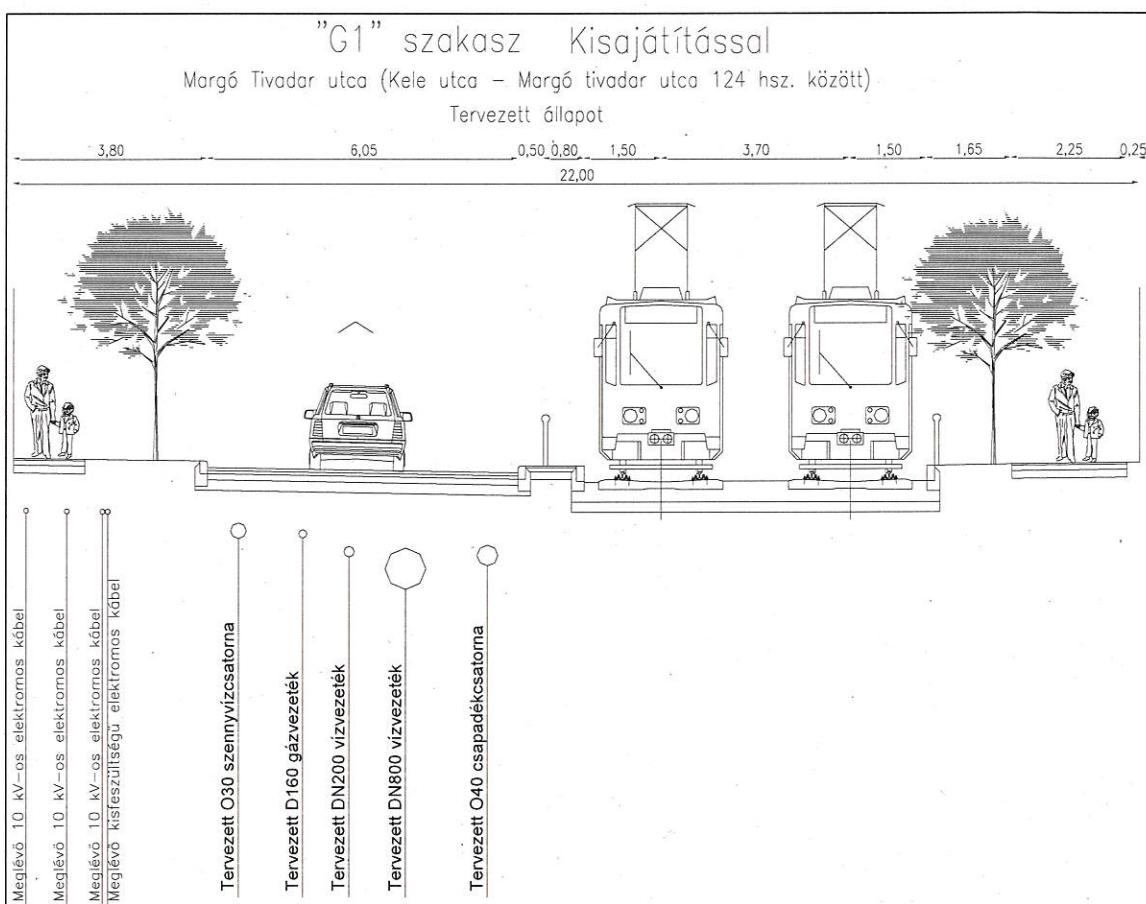 "G1" szakasz Kisajátítással
Margó Tivadar utca (Kele utca – Margó tivadar utca 124 hsz. között)
Tervezett állapot
3,80 6,05 0,50 0,80 1,50 3,70 1,50 1,65 2,25 0,25
22,00
Meglévő 10 kV-os elektromos kábel
Meglévő 10 kV-os elektromos kábel
Meglévő 10 kV-os elektromos kábel
Meglévő kisfeszültségű elektromos kábel
Tervezett O30 szennyvízcsatorna
Tervezett D160 gázvezeték
Tervezett DN200 vízvezeték
Tervezett DN800 vízvezeték
Tervezett O40 csapadékcsatorna